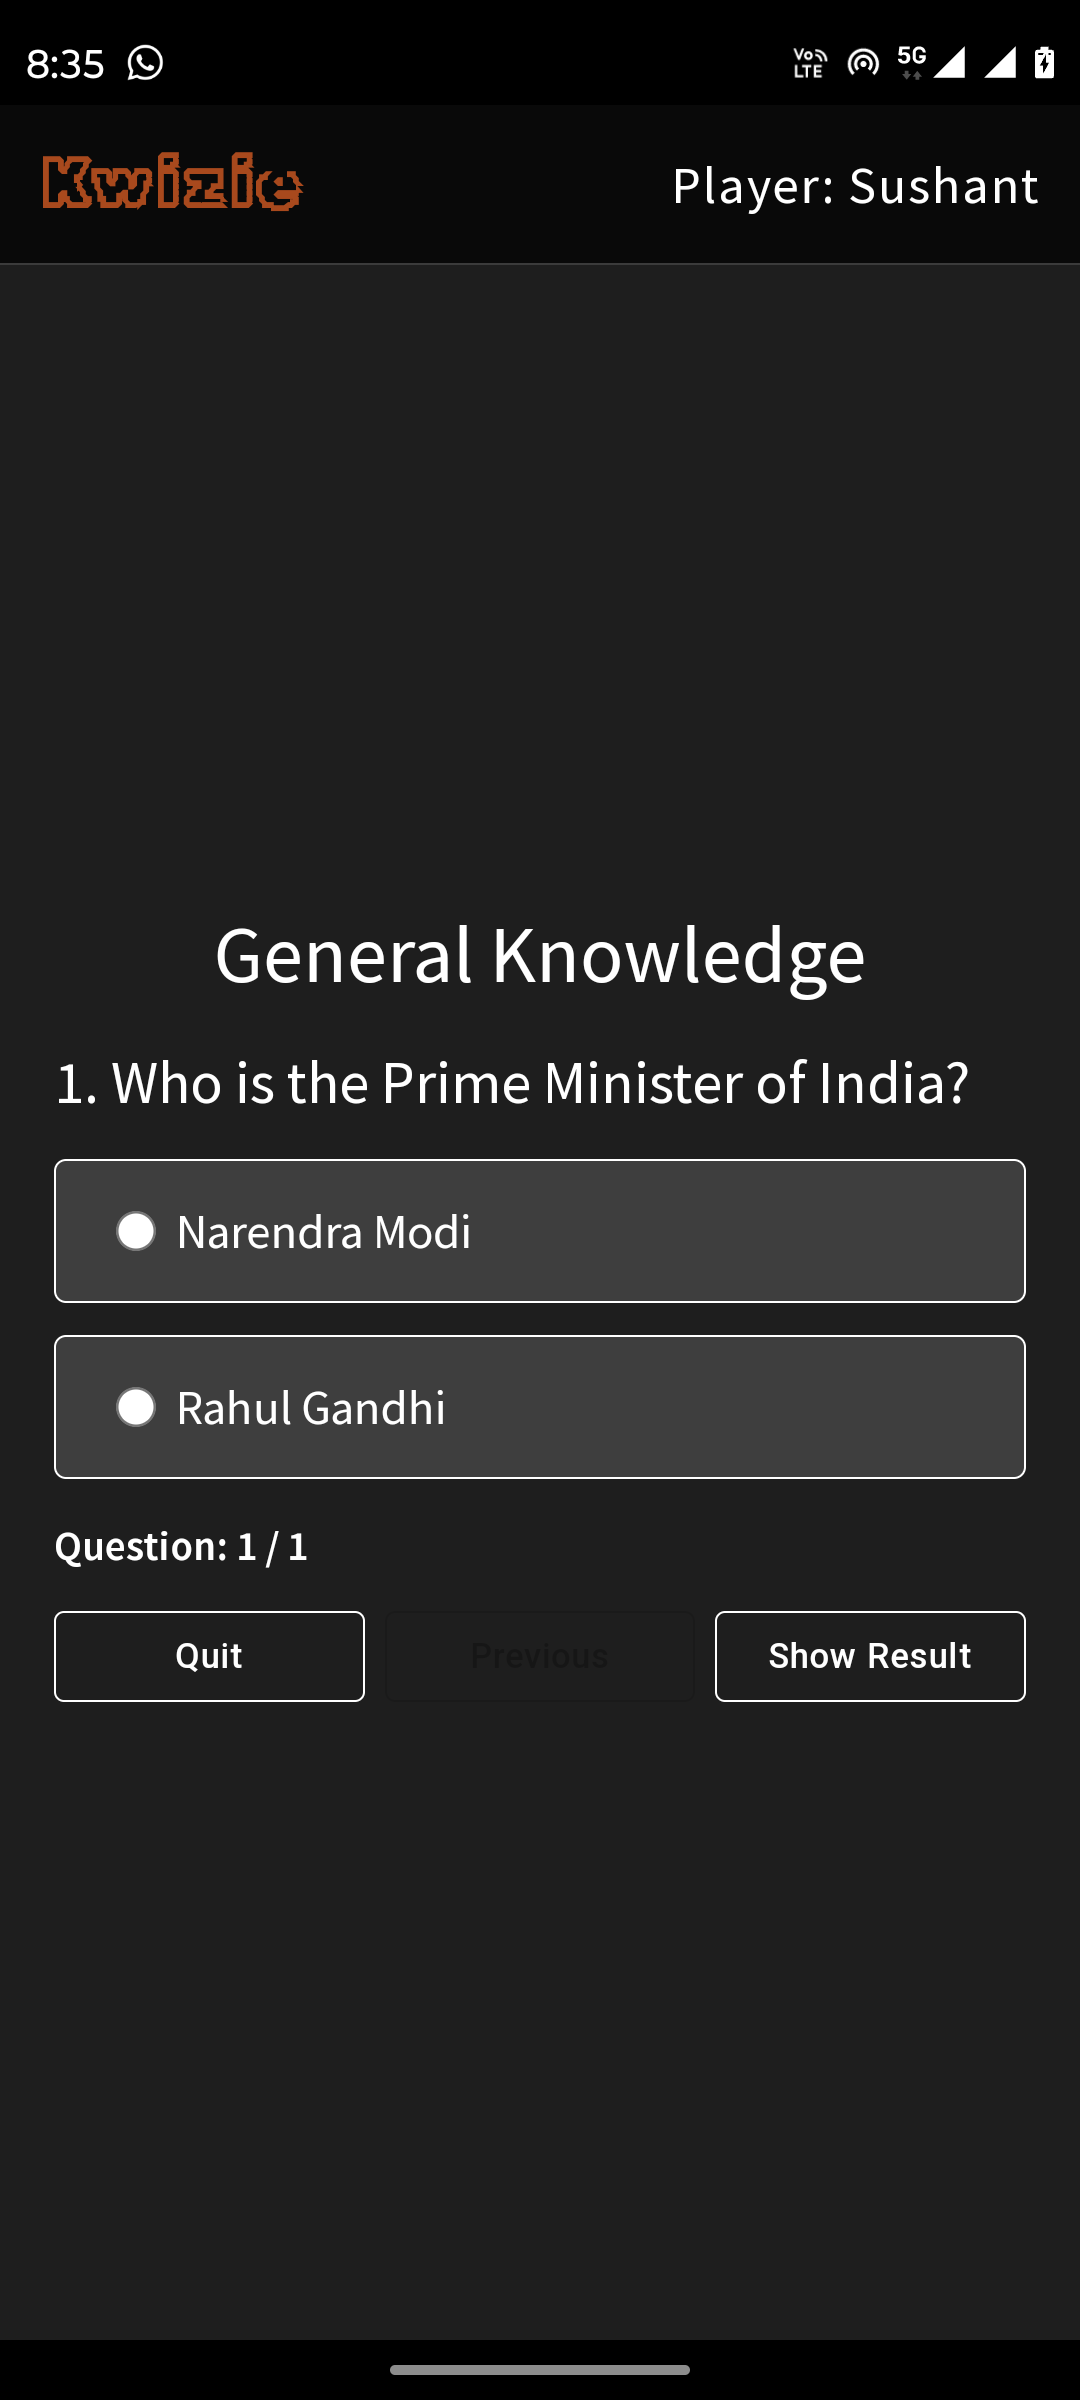 8:35 Vo LTE 5G
Kwizie Player: Sushant
General Knowledge
1. Who is the Prime Minister of India?
Narendra Modi
Rahul Gandhi
Question: 1 / 1
Quit Previous Show Result